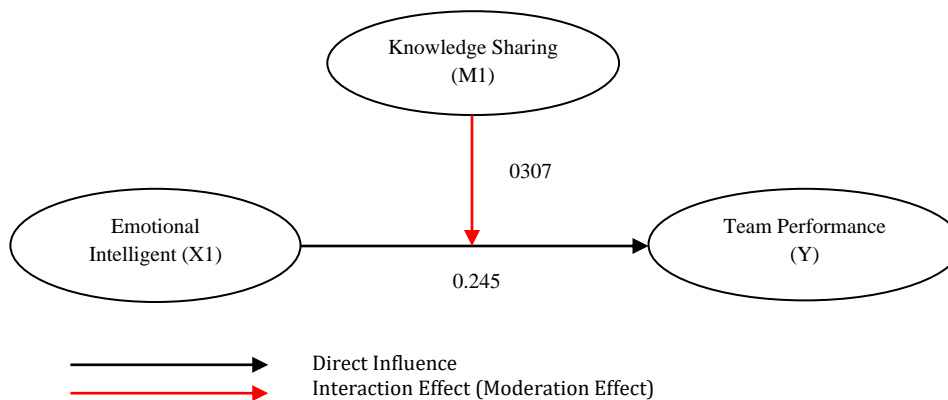 Knowledge Sharing
(M1)
0307
Emotional
Intelligent (X1)
Team Performance
(Y)
0.245
Direct Influence
Interaction Effect (Moderation Effect)